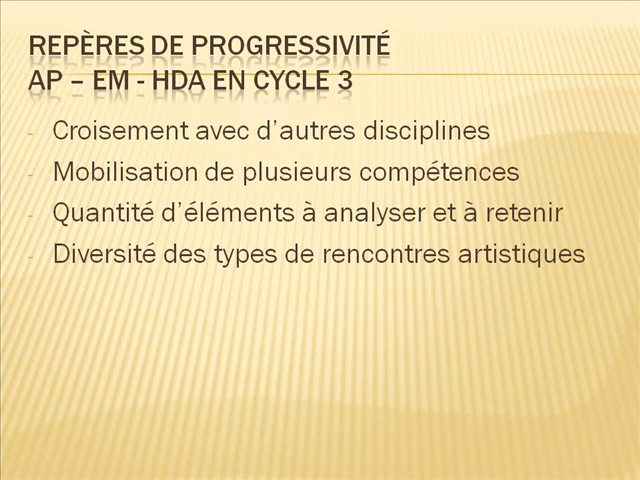 REPÈRES DE PROGRESSIVITÉ
AP – EM - HDA EN CYCLE 3
- Croisement avec d’autres disciplines
- Mobilisation de plusieurs compétences
- Quantité d’éléments à analyser et à retenir
- Diversité des types de rencontres artistiques